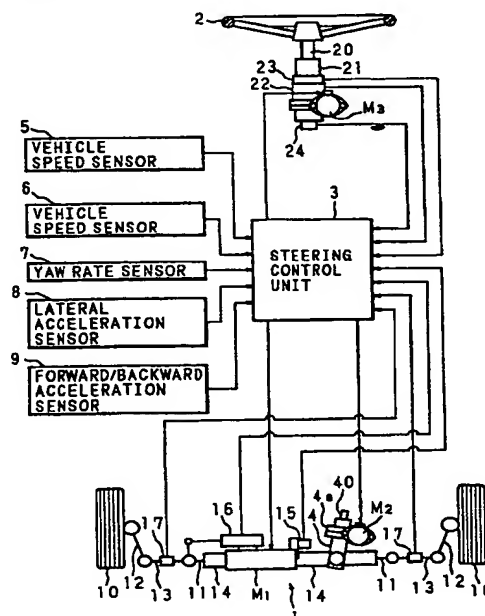 2
20
21
23
22
M3
24
5
VEHICLE
SPEED SENSOR
6
VEHICLE
SPEED SENSOR
7
YAW RATE SENSOR
8
LATERAL
ACCELERATION
SENSOR
9
FORWARD/BACKWARD
ACCELERATION
SENSOR
3
STEERING
CONTROL
UNIT
16
15
4a
40
4
M2
17
17
10
12
13
11
14
M1
14
11
13
12
10
1